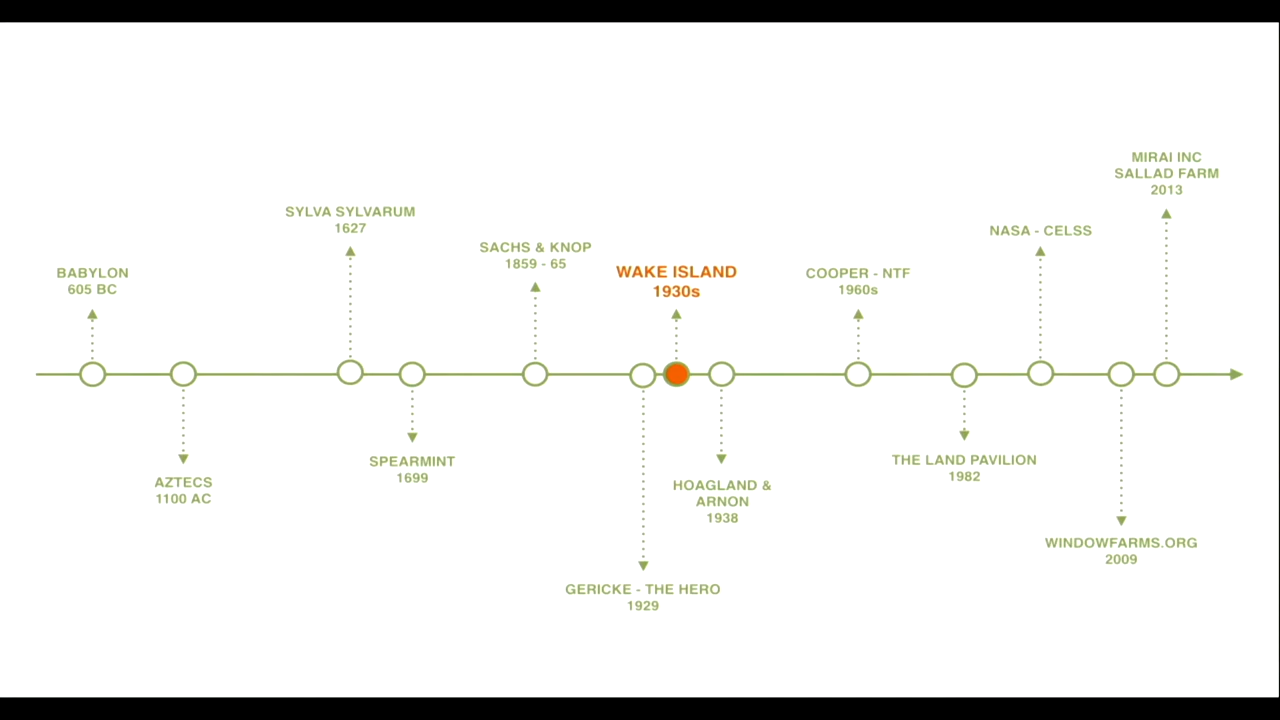 BABYLON
605 BC
AZTECS
1100 AC
SYLVA SYLVARUM
1627
SPEARMINT
1699
SACHS & KNOP
1859 - 65
GERICKE - THE HERO
1929
WAKE ISLAND
1930s
HOAGLAND &
ARNON
1938
COOPER - NTF
1960s
THE LAND PAVILION
1982
NASA - CELSS
WINDOWFARMS.ORG
2009
MIRAI INC
SALLAD FARM
2013